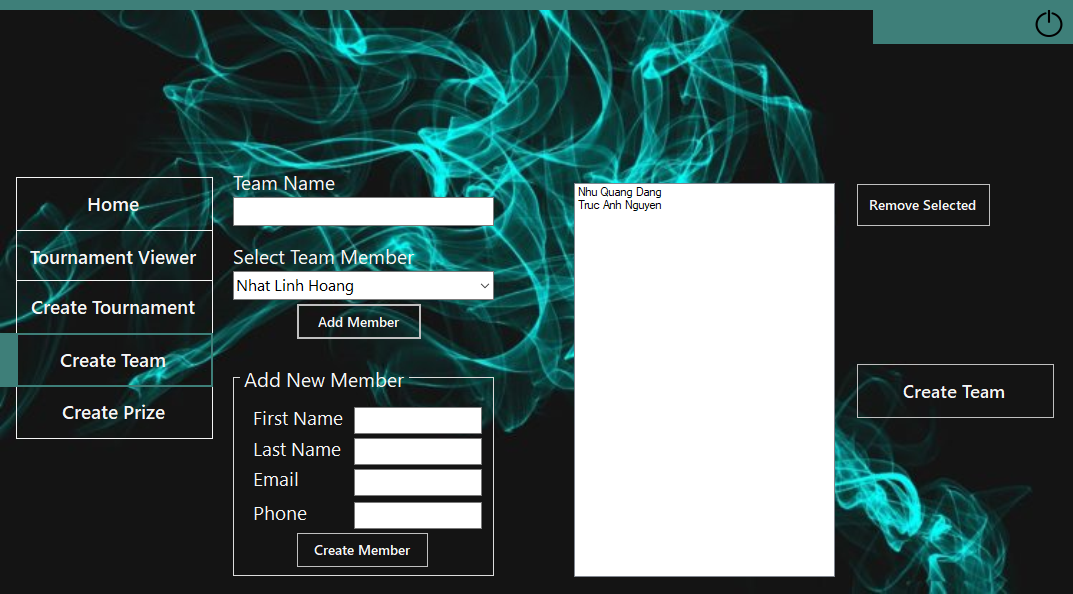 Home
Tournament Viewer
Create Tournament
Create Team
Create Prize
Team Name
Select Team Member
Nhat Linh Hoang
Add Member
Add New Member
First Name
Last Name
Email
Phone
Create Member
Nhu Quang Dang
Truc Anh Nguyen
Remove Selected
Create Team